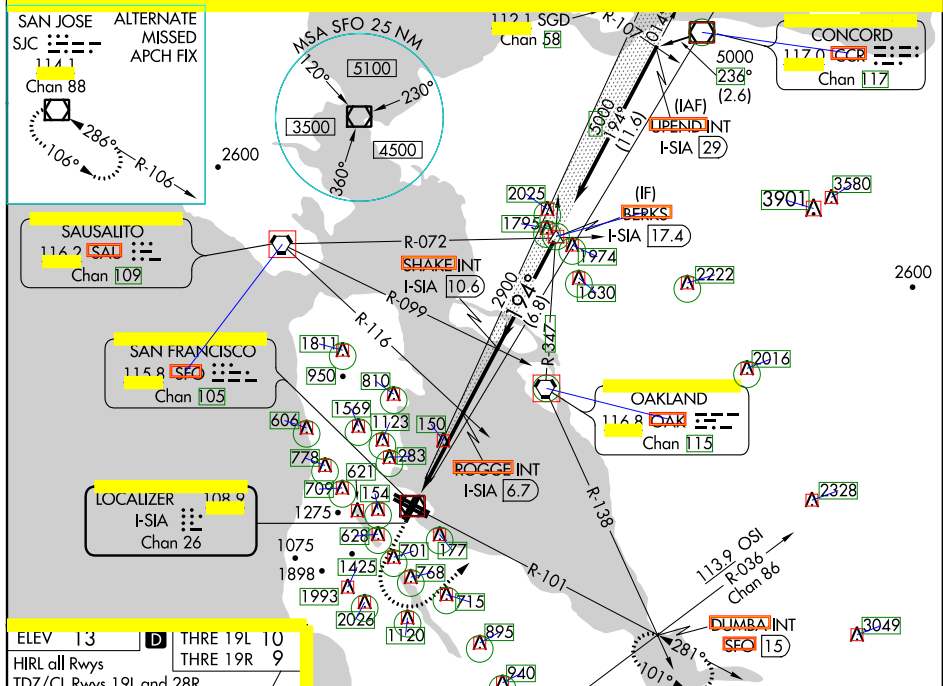 SAN JOSE
SJC
114.1
Chan 88
ALTERNATE
MISSED
APCH FIX
286°
106°
R-106
2600
MSA SFO 25 NM
120°
5100
230°
3500
4500
360°
112.1 SGD
Chan 58
R-107
CONCORD
117.0 CCR
Chan 117
5000
236°
(2.6)
5000
194°
(11.6)
(IAF)
UPEND INT
I-SIA 29
2025
1795
(IF)
BERKS
I-SIA 17.4
1974
1630
3901
3580
2222
2600
SAUSALITO
116.2 SAU
Chan 109
R-072
SHAKE INT
I-SIA 10.6
R-099
R-116
2900
194°
(6.8)
R-347
SAN FRANCISCO
115.8 SFO
Chan 105
1811
950
810
2016
OAKLAND
116.8 OAK
Chan 115
606
1569
1123
150
283
778
621
709
154
1275
ROGGE INT
I-SIA 6.7
R-138
2328
LOCALIZER 108.9
I-SIA
Chan 26
628
701
177
1075
1898
1425
768
1993
2026
715
1120
895
940
R-101
113.9 OSI
R-036
Chan 86
DUMBA INT
SFO 15
281°
101°
3049
ELEV 13
D
THRE 19L 10
THRE 19R 9
HIRL all Rwys
TDZ/CL Rwys 19L and 28R